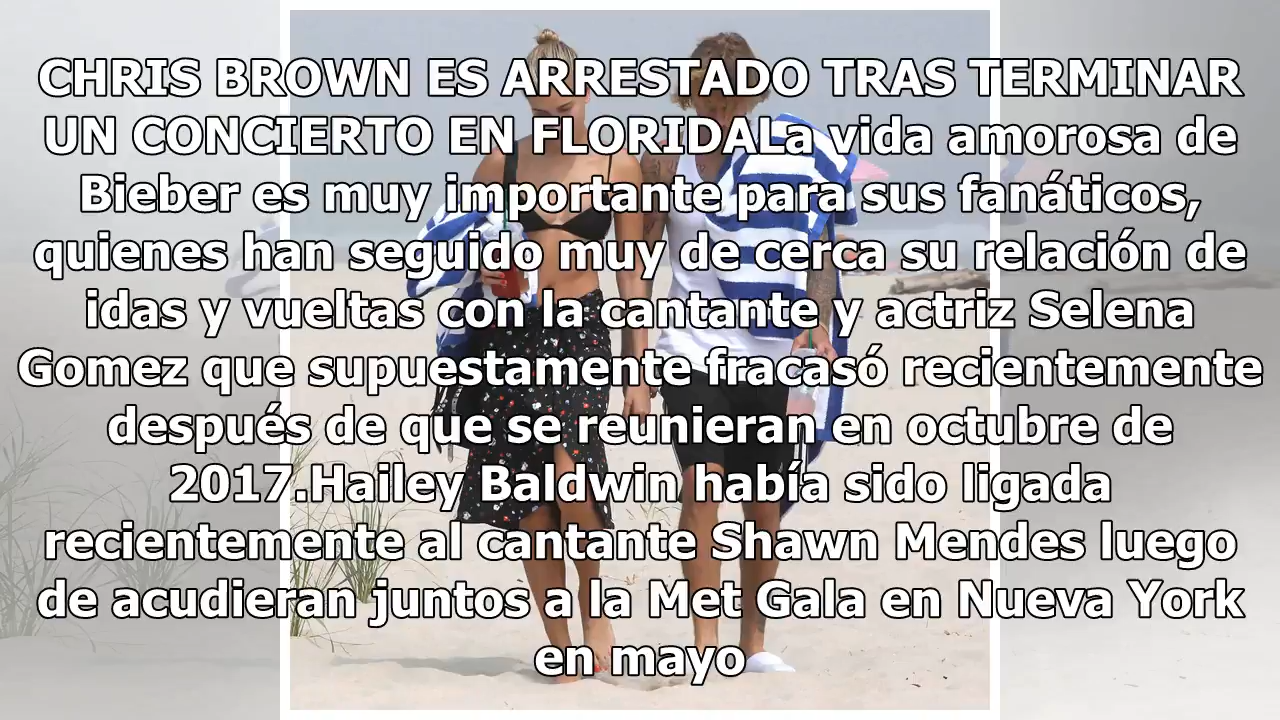 CHRIS BROWN ES ARRESTADO TRAS TERMINAR
UN CONCIERTO EN FLORIDALa vida amorosa de
Bieber es muy importante para sus fanáticos,
quienes han seguido muy de cerca su relación de
idas y vueltas con la cantante y actriz Selena
Gomez que supuestamente fracasó recientemente
después de que se reunieran en octubre de
2017.Hailey Baldwin había sido ligada
recientemente al cantante Shawn Mendes luego
de acudieran juntos a la Met Gala en Nueva York
en mayo